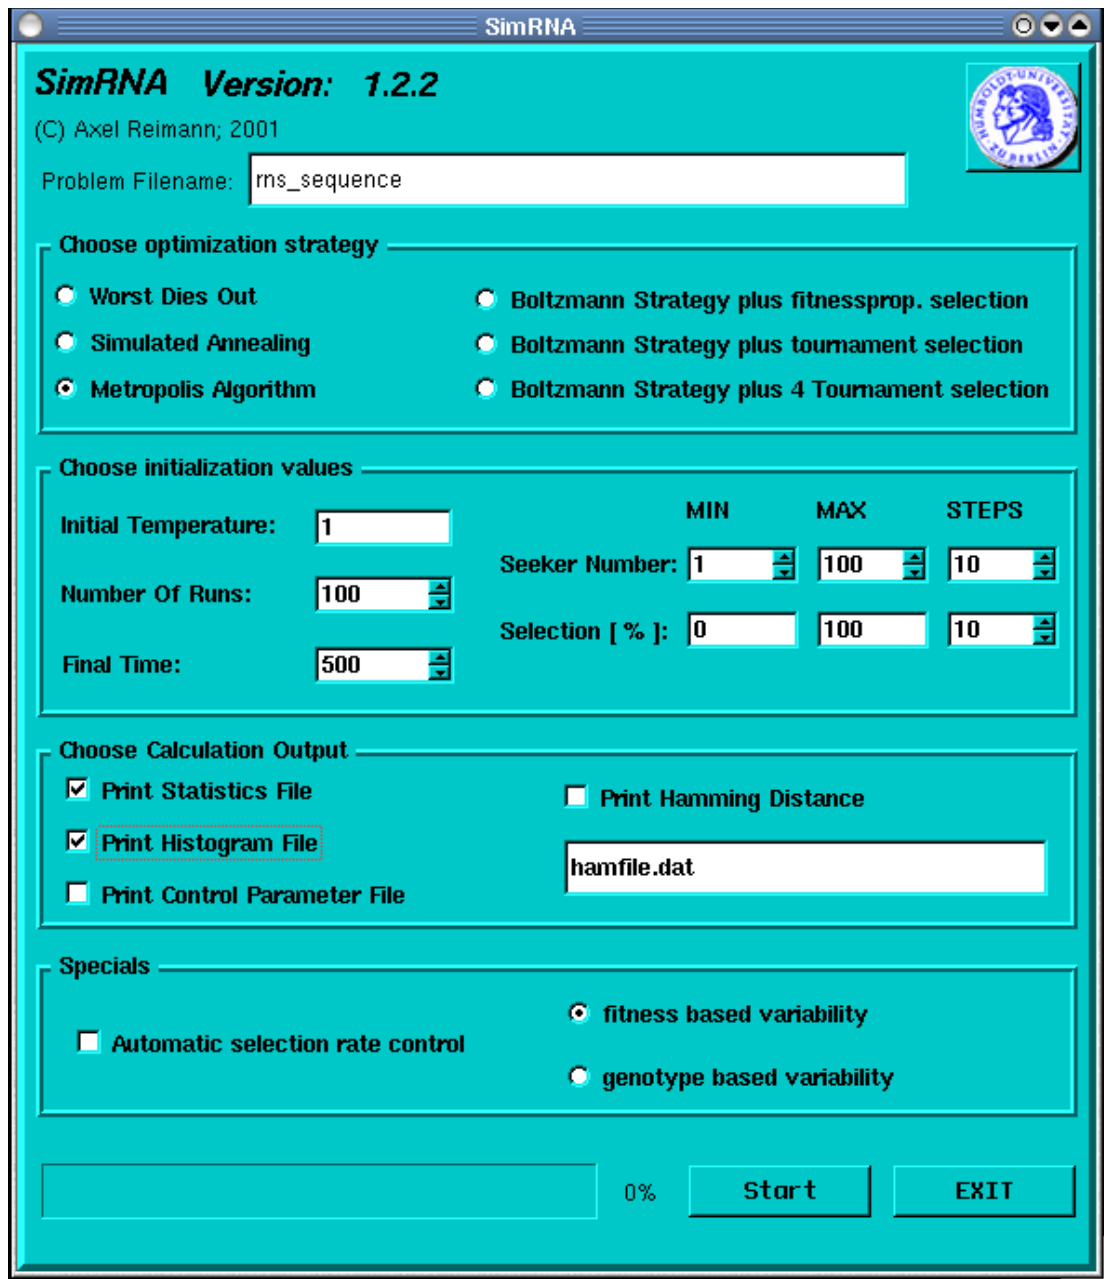 SimRNA
SimRNA Version: 1.2.2
(C) Axel Reimann; 2001
HUMBOLDT-UNIVERSITÄT · ZU BERLIN ·
Problem Filename: rns_sequence
Choose optimization strategy
Worst Dies Out
Boltzmann Strategy plus fitnessprop. selection
Simulated Annealing
Boltzmann Strategy plus tournament selection
Metropolis Algorithm
Boltzmann Strategy plus 4 Tournament selection
Choose initialization values
MIN MAX STEPS
Initial Temperature: 1
Seeker Number: 1 100 10
Number Of Runs: 100
Selection [ % ]: 0 100 10
Final Time: 500
Choose Calculation Output
Print Statistics File
Print Hamming Distance
Print Histogram File
hamfile.dat
Print Control Parameter File
Specials
fitness based variability
Automatic selection rate control
genotype based variability
0% Start EXIT